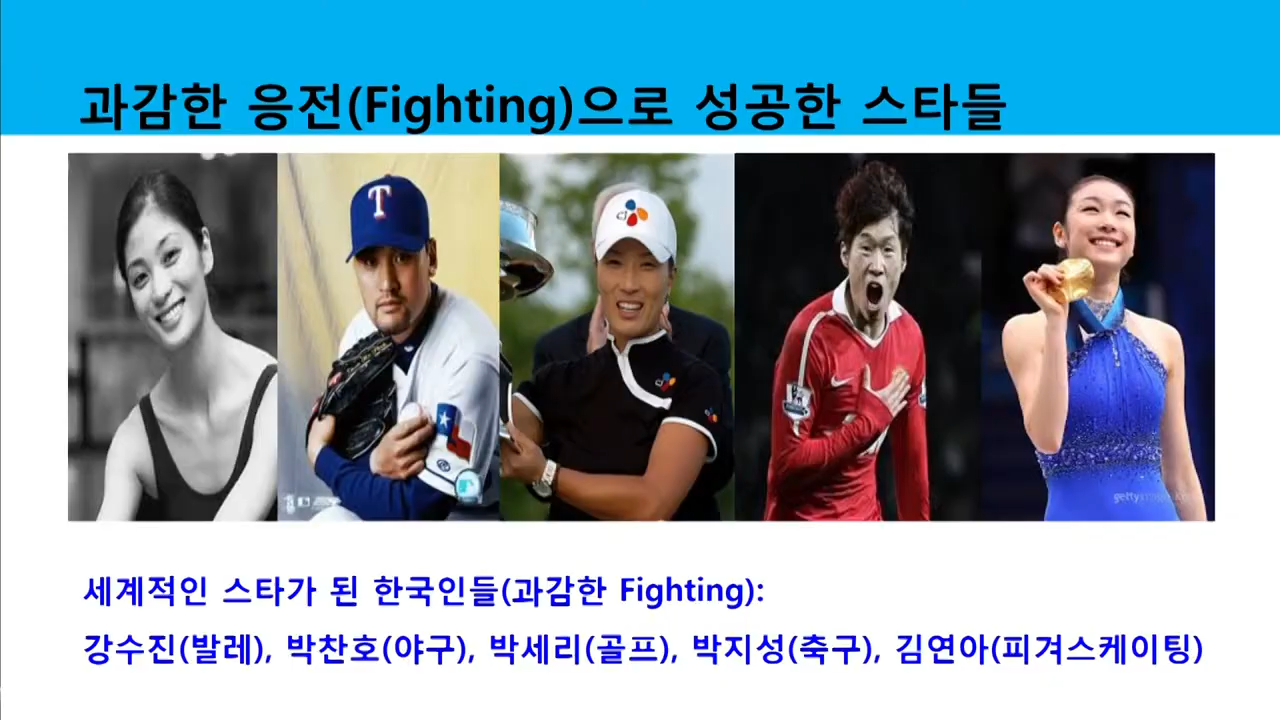 과감한 응전(Fighting)으로 성공한 스타들
T
CJ
CJ
gettyimages
세계적인 스타가 된 한국인들(과감한 Fighting):
강수진(발레), 박찬호(야구), 박세리(골프), 박지성(축구), 김연아(피겨스케이팅)